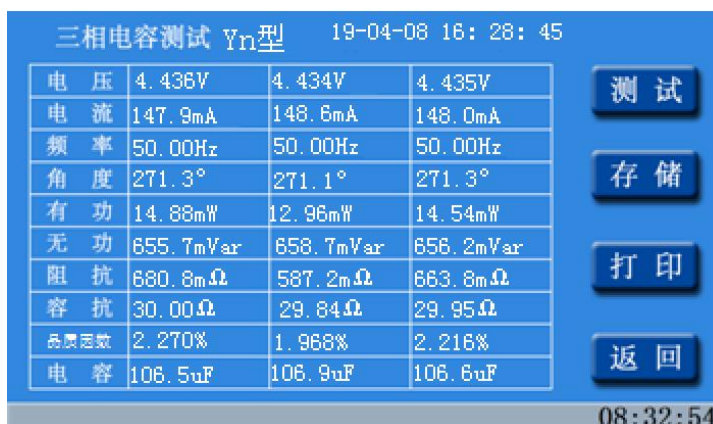 三相电容测试 Yn型 19-04-08 16: 28: 45
电 压 4.436V 4.434V 4.435V
电 流 147.9mA 148.6mA 148.0mA
频 率 50.00Hz 50.00Hz 50.00Hz
角 度 271.3° 271.1° 271.3°
有 功 14.88mW 12.96mW 14.54mW
无 功 655.7mVar 658.7mVar 656.2mVar
阻 抗 680.8mΩ 587.2mΩ 663.8mΩ
容 抗 30.00Ω 29.84Ω 29.95Ω
品质因数 2.270% 1.968% 2.216%
电 容 106.5uF 106.9uF 106.6uF
测 试
存 储
打 印
返 回
08:32:54